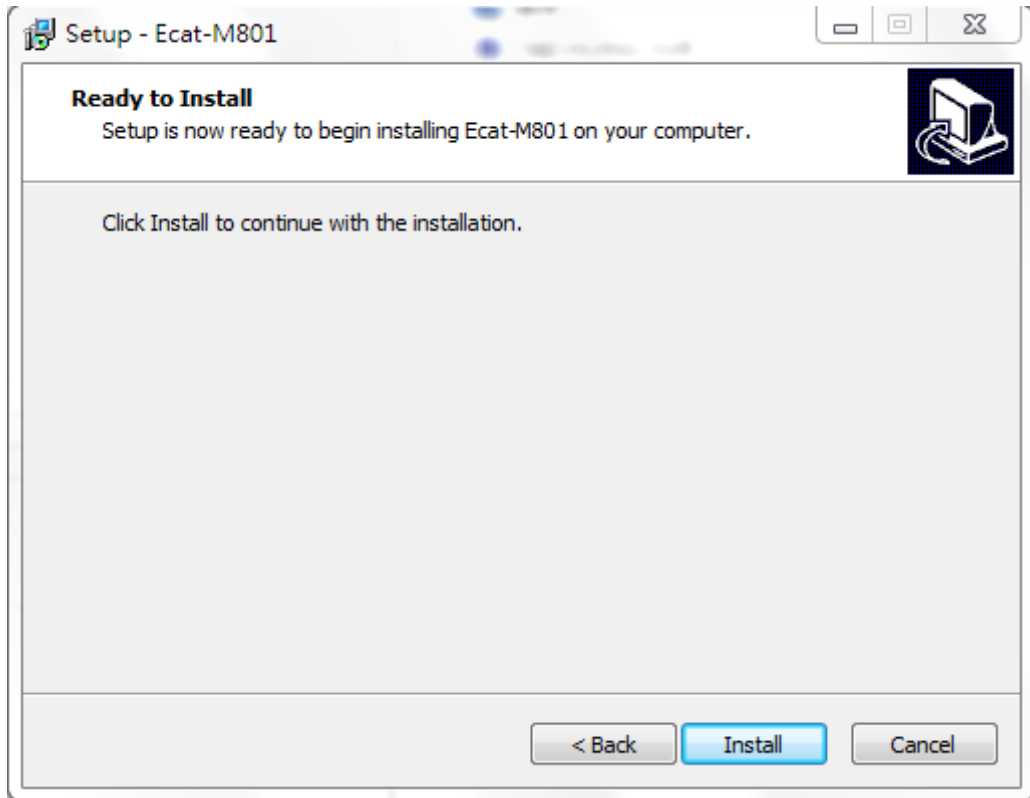 Setup - Ecat-M801
Ready to Install
Setup is now ready to begin installing Ecat-M801 on your computer.
Click Install to continue with the installation.
< Back Install Cancel